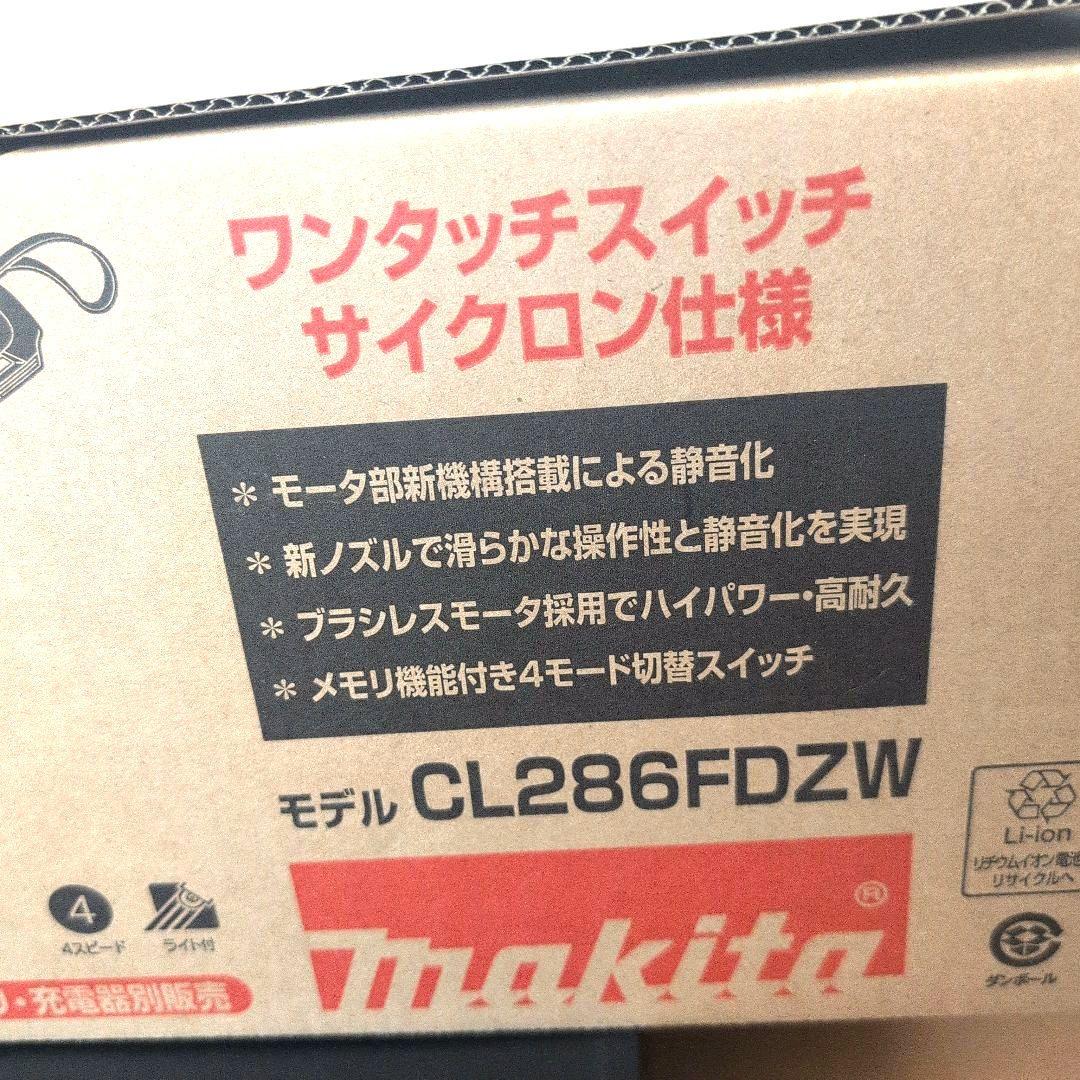 ワンタッチスイッチ
サイクロン仕様
* モータ部新機構搭載による静音化
* 新ノズルで滑らかな操作性と静音化を実現
* ブラシレスモータ採用でハイパワー・高耐久
* メモリ機能付き4モード切替スイッチ
モデル CL286FDZW
makita®
4
4スピード
ライト付
・充電器別販売
Li-ion
リチウムイオン電池
リサイクルへ
ダンボール